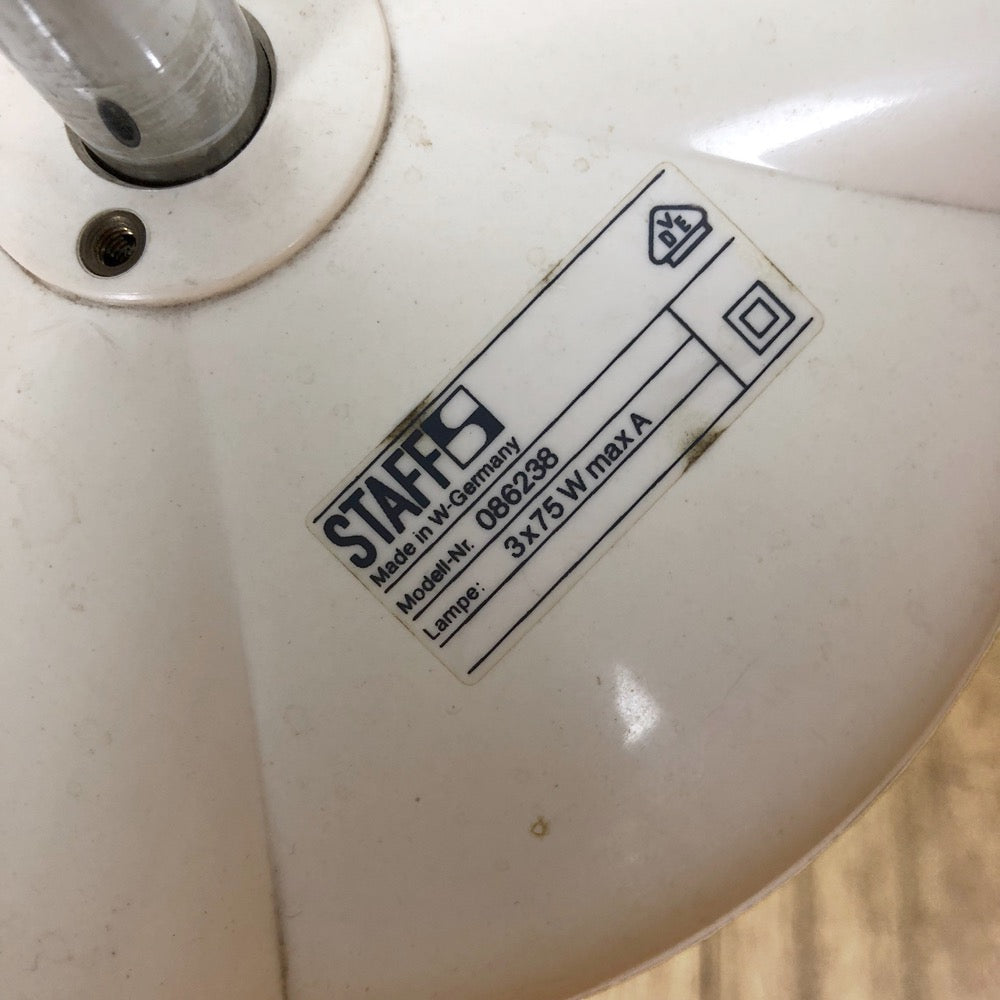 STAFF S
Made in W-Germany
Modell-Nr. 086238
Lampe: 3x75 W max A
VDE